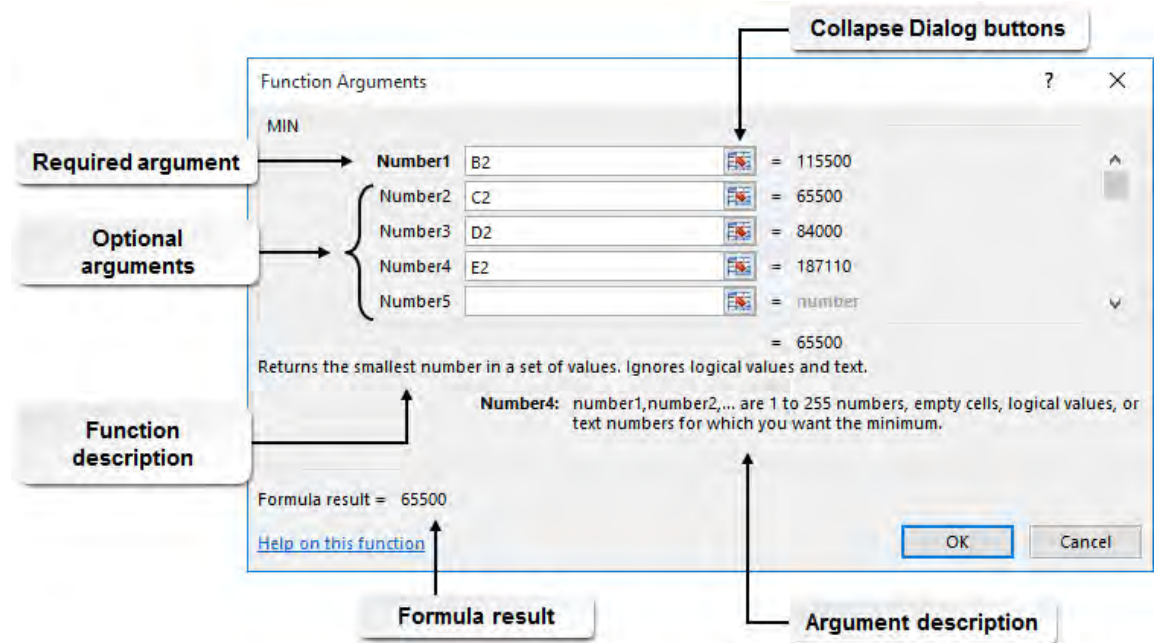 Collapse Dialog buttons
Function Arguments ? ×
MIN
Required argument
Number1 B2 = 115500
Number2 C2 = 65500
Optional
arguments
Number3 D2 = 84000
Number4 E2 = 187110
Number5 = number
= 65500
Returns the smallest number in a set of values. Ignores logical values and text.
Number4: number1,number2,... are 1 to 255 numbers, empty cells, logical values, or
text numbers for which you want the minimum.
Function
description
Formula result = 65500
Help on this function
OK Cancel
Formula result
Argument description